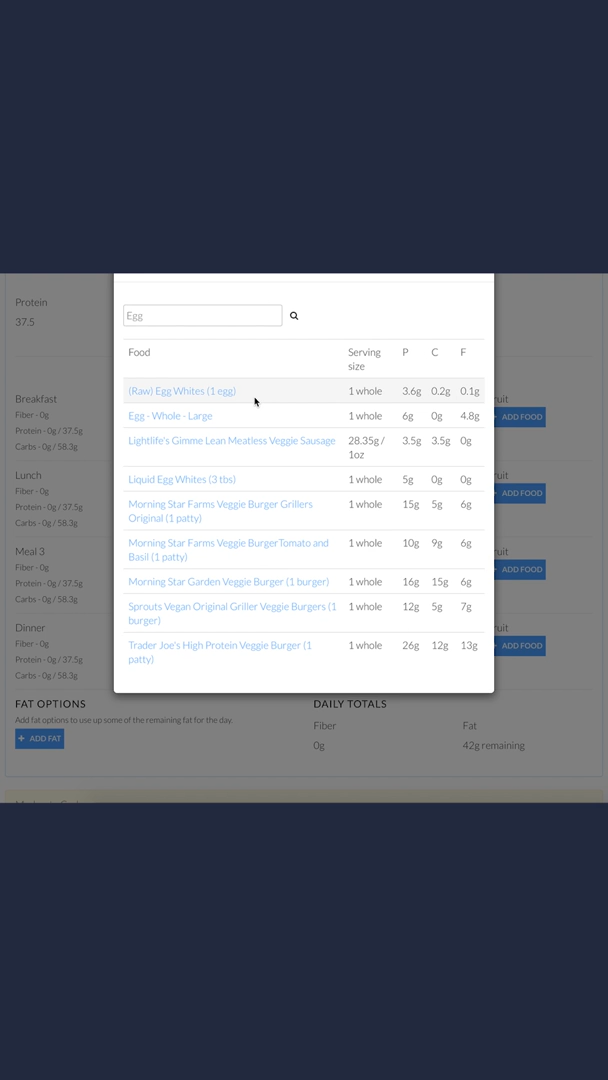 Protein
37.5
Egg
Food Serving size P C F
(Raw) Egg Whites (1 egg) 1 whole 3.6g 0.2g 0.1g
Egg - Whole - Large 1 whole 6g 0g 4.8g
Lightlife's Gimme Lean Meatless Veggie Sausage 28.35g / 1oz 3.5g 3.5g 0g
Liquid Egg Whites (3 tbs) 1 whole 5g 0g 0g
Morning Star Farms Veggie Burger Grillers Original (1 patty) 1 whole 15g 5g 6g
Morning Star Farms Veggie BurgerTomato and Basil (1 patty) 1 whole 10g 9g 6g
Morning Star Garden Veggie Burger (1 burger) 1 whole 16g 15g 6g
Sprouts Vegan Original Griller Veggie Burgers (1 burger) 1 whole 12g 5g 7g
Trader Joe's High Protein Veggie Burger (1 patty) 1 whole 26g 12g 13g
Breakfast
Fiber - 0g
Protein - 0g / 37.5g
Carbs - 0g / 58.3g
ADD FOOD
Lunch
Fiber - 0g
Protein - 0g / 37.5g
Carbs - 0g / 58.3g
ADD FOOD
Meal 3
Fiber - 0g
Protein - 0g / 37.5g
Carbs - 0g / 58.3g
ADD FOOD
Dinner
Fiber - 0g
Protein - 0g / 37.5g
Carbs - 0g / 58.3g
ADD FOOD
FAT OPTIONS
Add fat options to use up some of the remaining fat for the day.
+ ADD FAT
DAILY TOTALS
Fiber Fat
0g 42g remaining